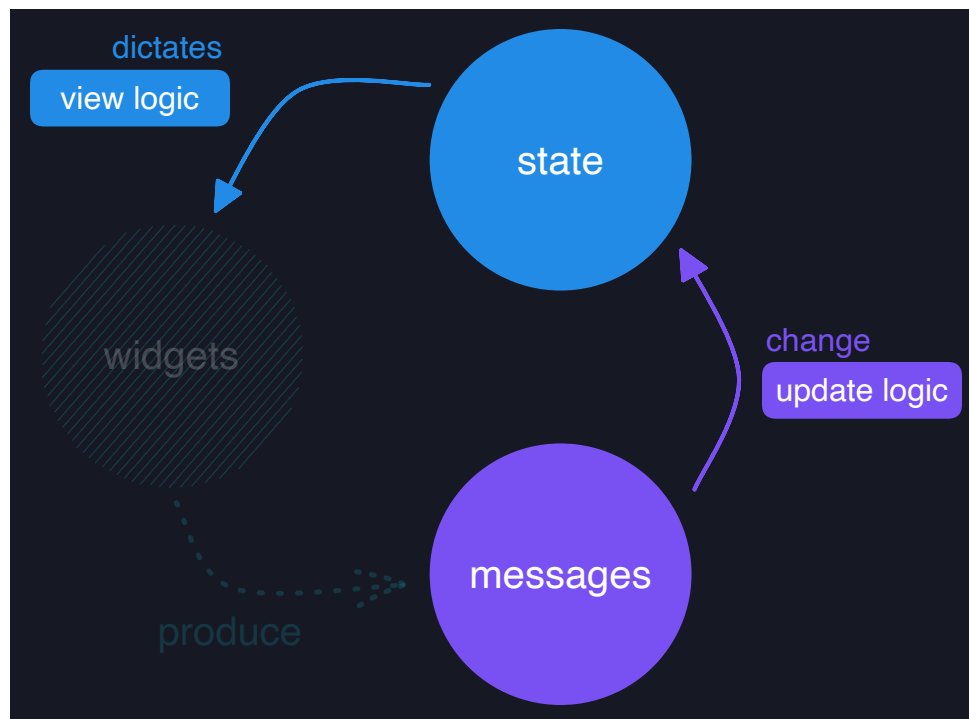 dictates
view logic
state
widgets
change
update logic
messages
produce